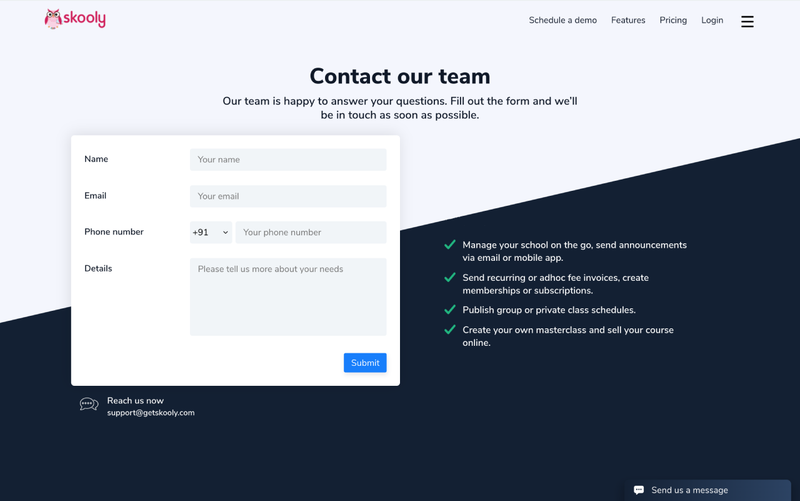 skooly
Schedule a demo
Features
Pricing
Login
Contact our team
Our team is happy to answer your questions. Fill out the form and we'll
be in touch as soon as possible.
Name
Your name
Email
Your email
Phone number
+91
Your phone number
Details
Please tell us more about your needs
Submit
Manage your school on the go, send announcements
via email or mobile app.
Send recurring or adhoc fee invoices, create
memberships or subscriptions.
Publish group or private class schedules.
Create your own masterclass and sell your course
online.
Reach us now
support@getskooly.com
Send us a message